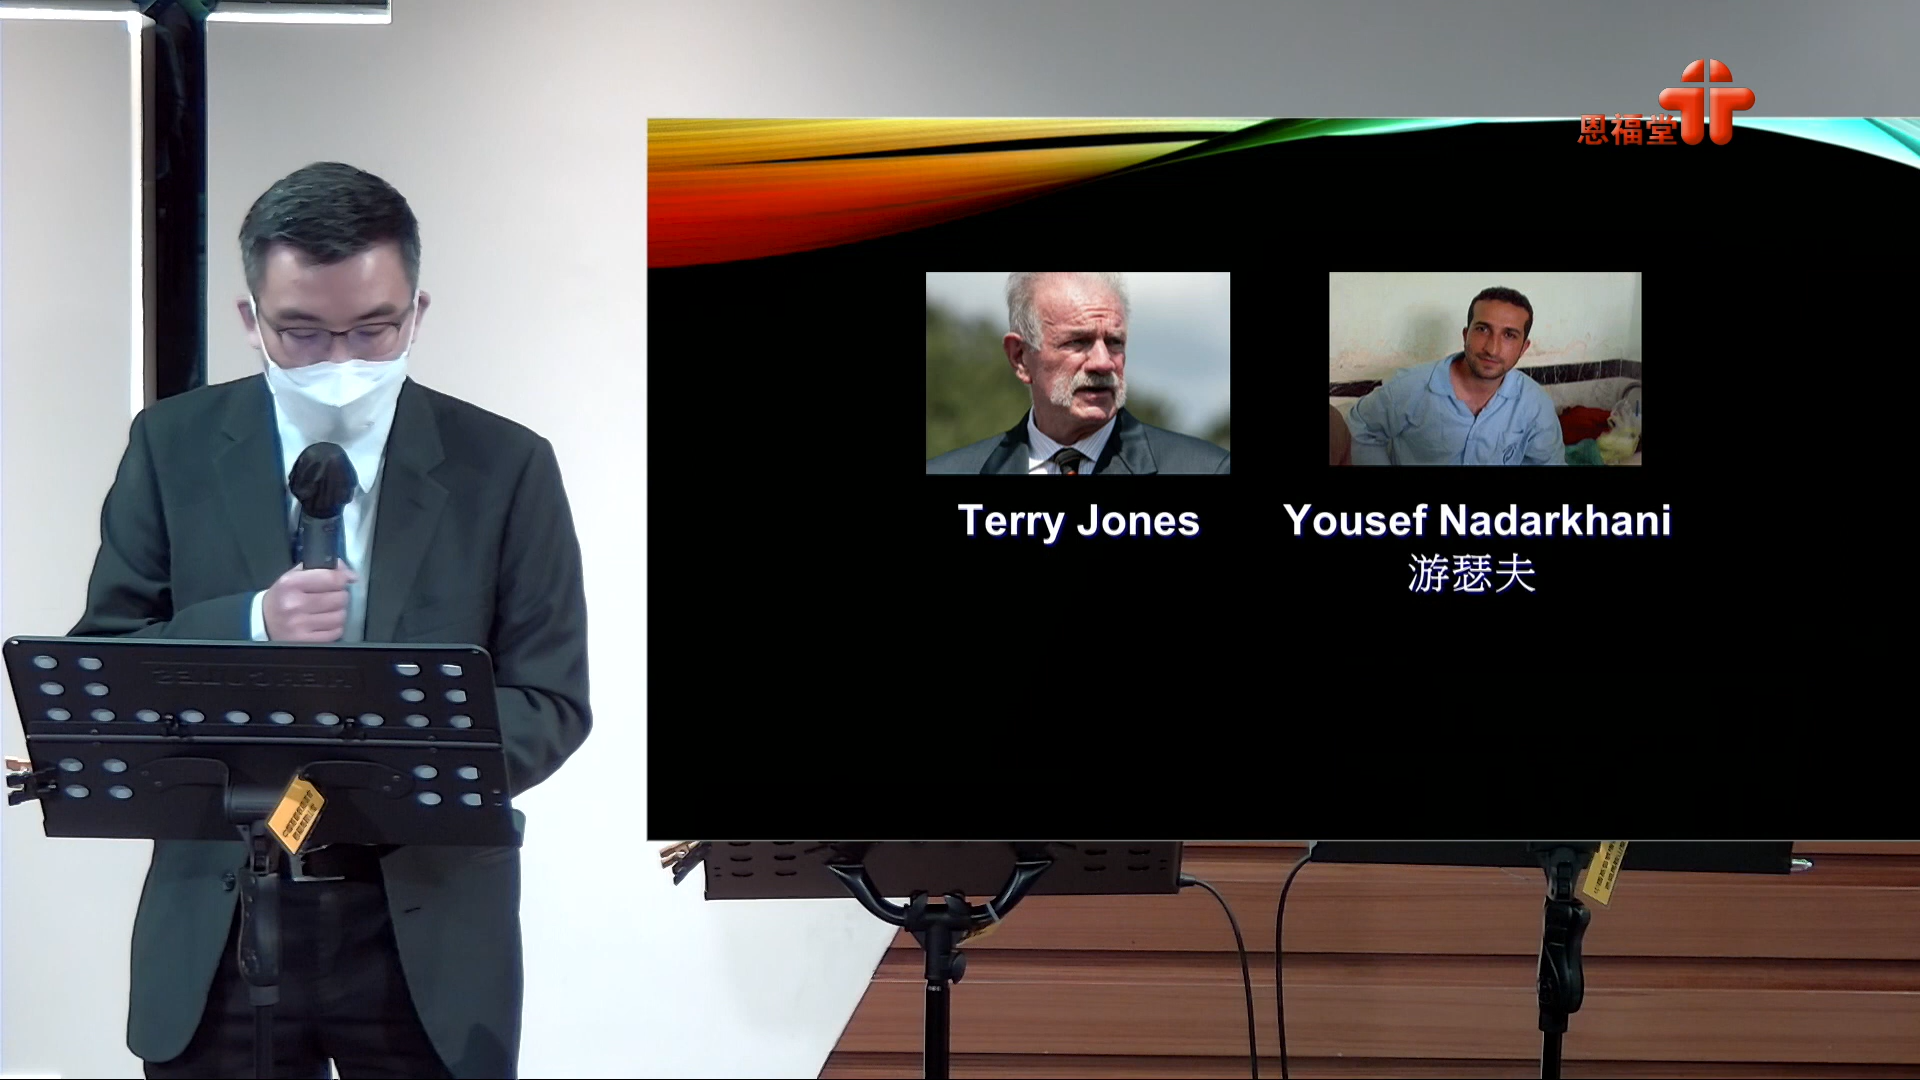 恩福堂
Terry Jones
Yousef Nadarkhani
游瑟夫